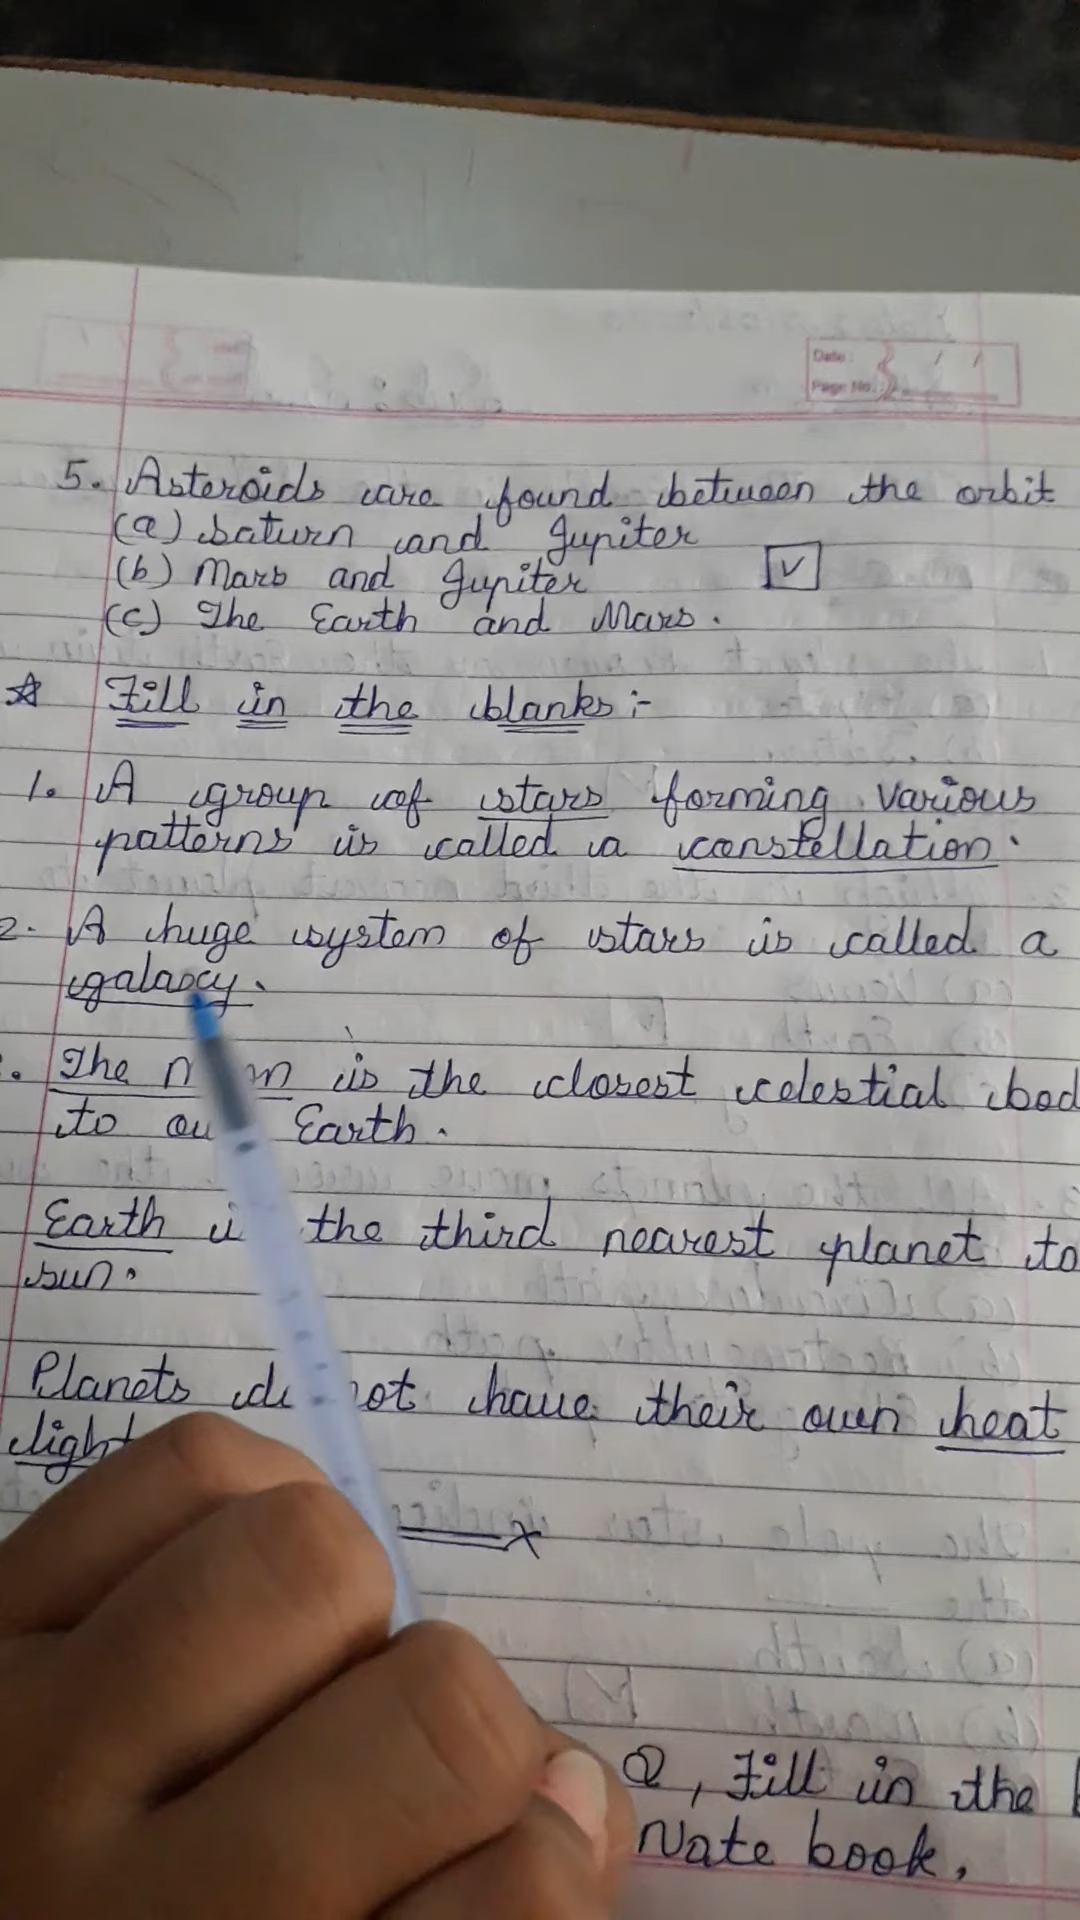 Date:
Page No.:
5. Asteroids are found between the orbit
(a) Saturn and Jupiter
(b) Mars and Jupiter
(c) The Earth and Mars.
Fill in the blanks :-
1. A group of stars forming various
patterns is called a constellation.
2. A huge system of stars is called a
galaxy.
The is the closest celestial bod
to Earth.
Earth the third nearest planet to
sun.
Planets have their own heat
light
Q, Fill in the
Note book.